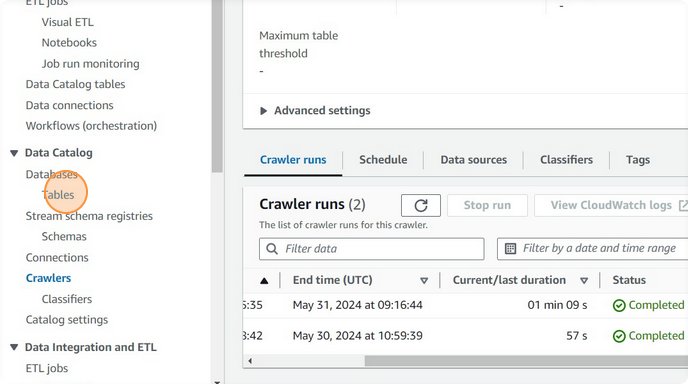 ETL jobs
Visual ETL
Notebooks
Job run monitoring
Data Catalog tables
Data connections
Workflows (orchestration)
Data Catalog
Databases
Tables
Stream schema registries
Schemas
Connections
Crawlers
Classifiers
Catalog settings
Data Integration and ETL
ETL jobs
-
Maximum table
threshold
-
Advanced settings
Crawler runs Schedule Data sources Classifiers Tags
Crawler runs (2) Stop run View CloudWatch logs
The list of crawler runs for this crawler.
Filter data Filter by a date and time range
End time (UTC) Current/last duration Status
5:35 May 31, 2024 at 09:16:44 01 min 09 s Completed
8:42 May 30, 2024 at 10:59:39 57 s Completed